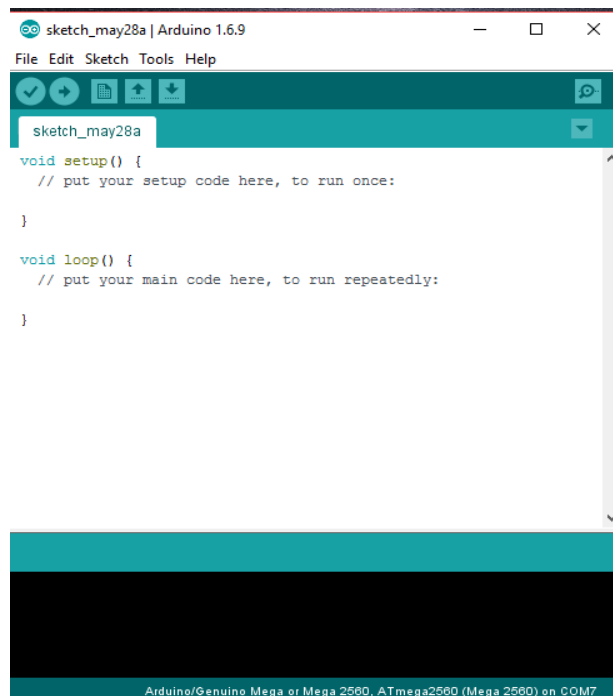 sketch_may28a | Arduino 1.6.9
File Edit Sketch Tools Help
sketch_may28a
void setup() {
  // put your setup code here, to run once:
}
void loop() {
  // put your main code here, to run repeatedly:
}
Arduino/Genuino Mega or Mega 2560, ATmega2560 (Mega 2560) on COM7